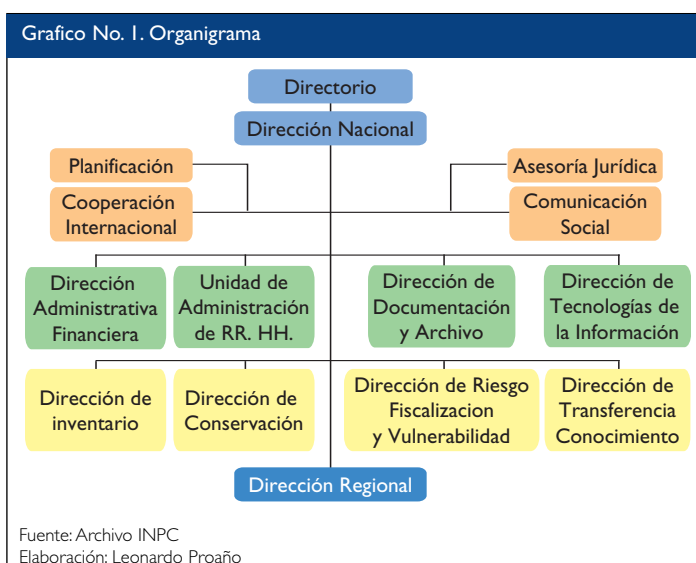 Grafico No. 1. Organigrama
Directorio
Dirección Nacional
Planificación
Asesoría Jurídica
Cooperación
Internacional
Comunicación
Social
Dirección
Administrativa
Financiera
Unidad de
Administración
de RR. HH.
Dirección de
Documentación
y Archivo
Dirección de
Tecnologías de
la Información
Dirección de
inventario
Dirección de
Conservación
Dirección de Riesgo
Fiscalizacion
y Vulnerabilidad
Dirección de
Transferencia
Conocimiento
Dirección Regional
Fuente: Archivo INPC
Elaboración: Leonardo Proaño